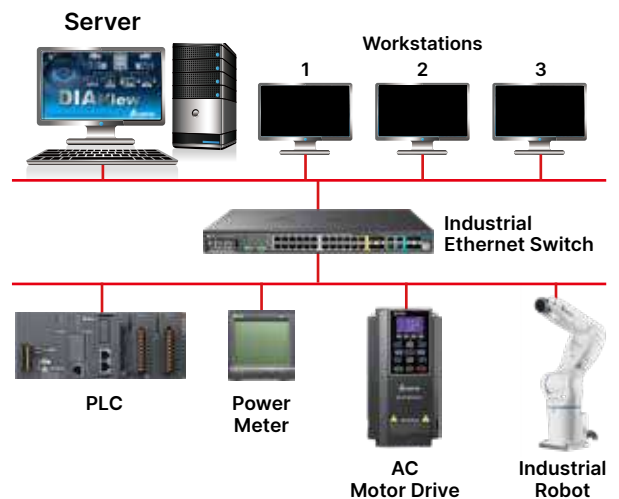 Server
Workstations
1
2
3
DIAView
Industrial
Ethernet Switch
PLC
Power
Meter
AC
Motor Drive
Industrial
Robot